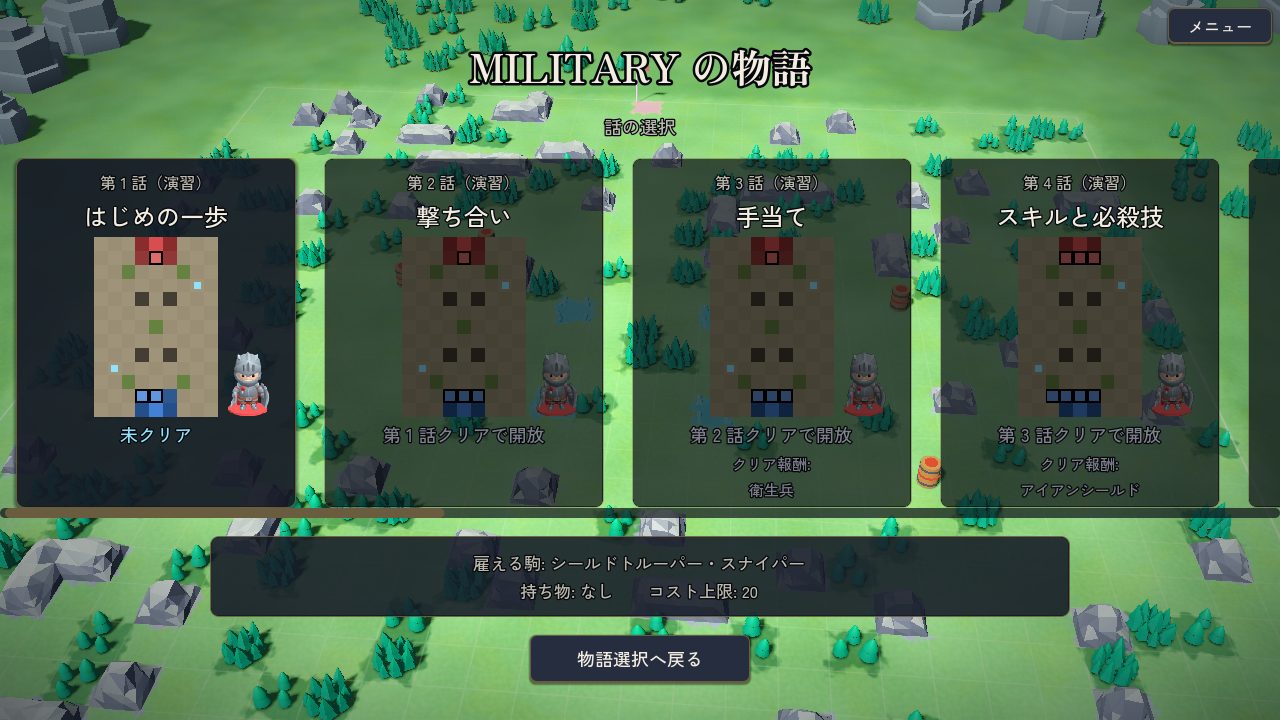 メニュー
MILITARY の物語
話の選択
第1話（演習）
はじめの一歩
未クリア
第2話（演習）
撃ち合い
第1話クリアで開放
第3話（演習）
手当て
第2話クリアで開放
クリア報酬:
衛生兵
第4話（演習）
スキルと必殺技
第3話クリアで開放
クリア報酬:
アイアンシールド
雇える駒: シールドトルーパー・スナイパー
持ち物: なし　　コスト上限: 20
物語選択へ戻る